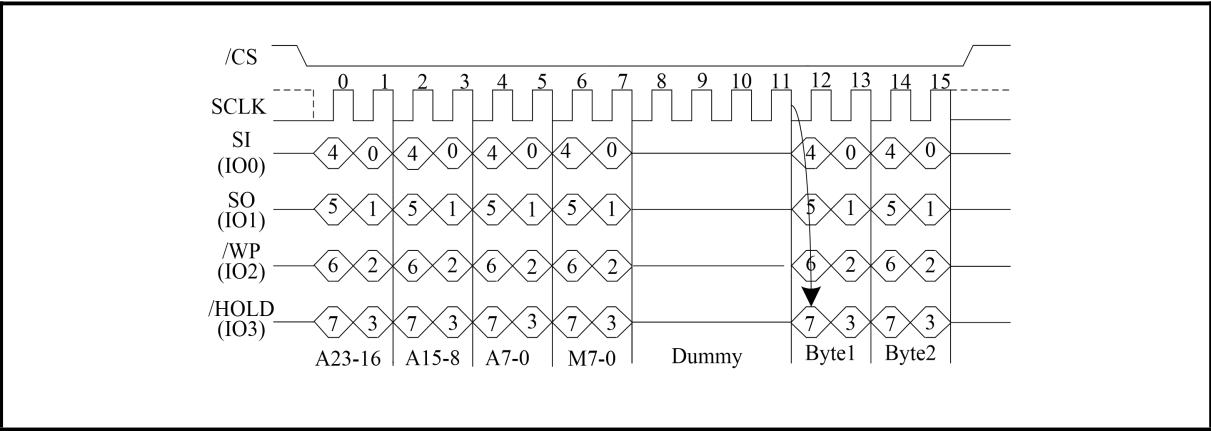 /CS
0 1 2 3 4 5 6 7 8 9 10 11 12 13 14 15
SCLK
SI
(IO0)
4 0 4 0 4 0 4 0 4 0 4 0
SO
(IO1)
5 1 5 1 5 1 5 1 5 1 5 1
/WP
(IO2)
6 2 6 2 6 2 6 2 6 2 6 2
/HOLD
(IO3)
7 3 7 3 7 3 7 3 7 3 7 3
A23-16 A15-8 A7-0 M7-0 Dummy Byte1 Byte2